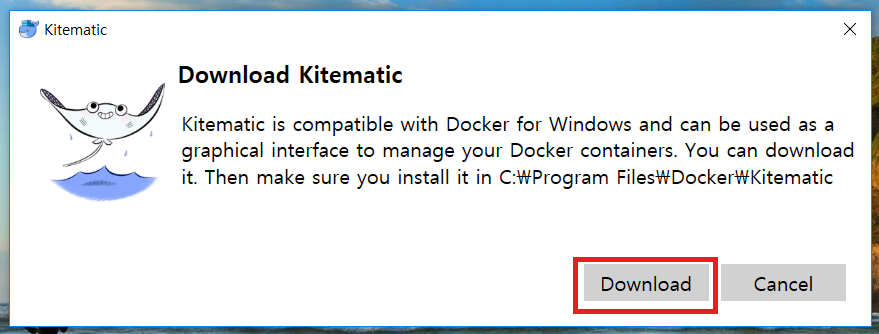 Kitematic
Download Kitematic
Kitematic is compatible with Docker for Windows and can be used as a
graphical interface to manage your Docker containers. You can download
it. Then make sure you install it in C:₩Program Files₩Docker₩Kitematic
Download
Cancel